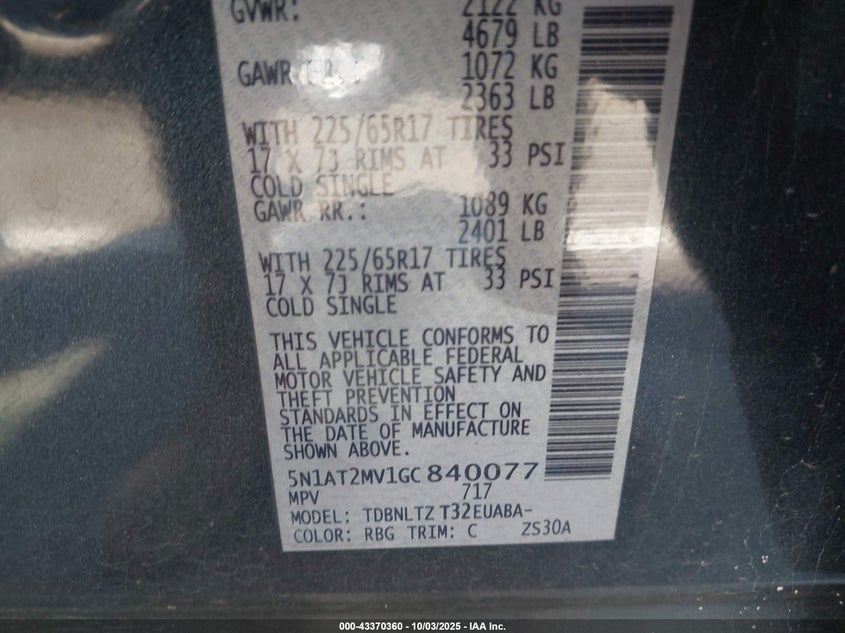 GVWR: 2122 KG
4679 LB
GAWR 1072 KG
2363 LB
WITH 225/65R17 TIRES
17 X 7J RIMS AT 33 PSI
COLD SINGLE
GAWR RR.: 1089 KG
2401 LB
WITH 225/65R17 TIRES
17 X 7J RIMS AT 33 PSI
COLD SINGLE
THIS VEHICLE CONFORMS TO
ALL APPLICABLE FEDERAL
MOTOR VEHICLE SAFETY AND
THEFT PREVENTION
STANDARDS IN EFFECT ON
THE DATE OF MANUFACTURE
SHOWN ABOVE.
5N1AT2MV1GC 840077
MPV 717
MODEL: TDBNLTZ T32EUABA-
COLOR: RBG TRIM: C ZS30A
000-43370360 - 10/03/2025 - IAA Inc.